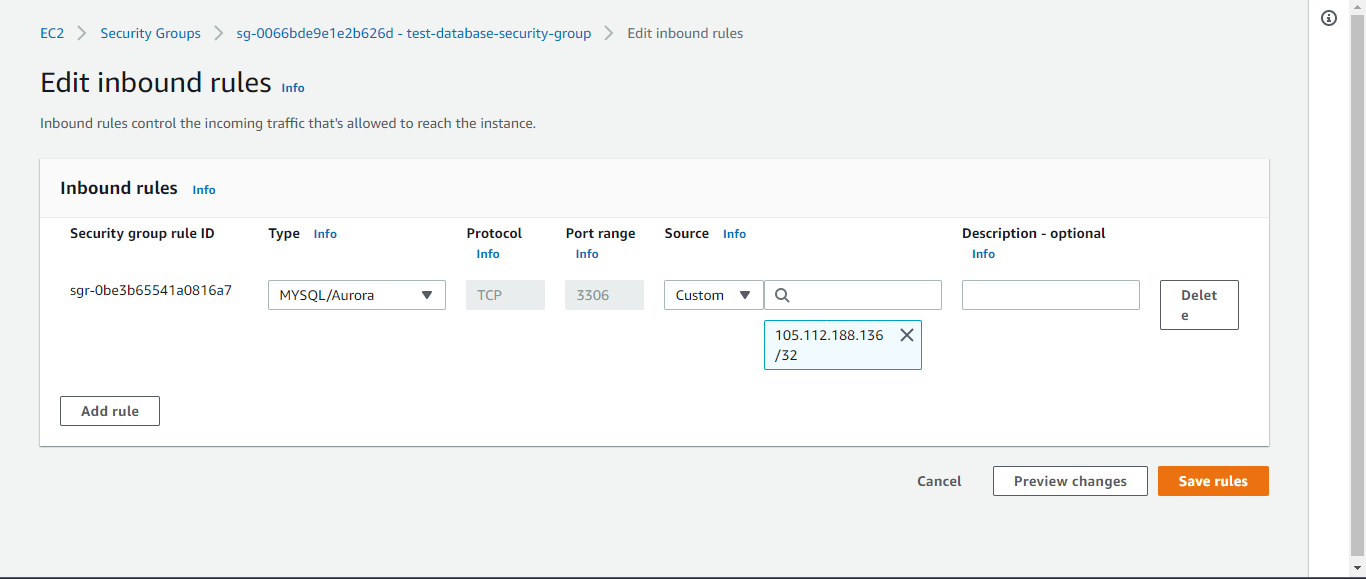 EC2 Security Groups sg-0066bde9e1e2b626d - test-database-security-group Edit inbound rules
Edit inbound rules Info
Inbound rules control the incoming traffic that's allowed to reach the instance.
Inbound rules Info
Security group rule ID Type Info Protocol Info Port range Info Source Info Description - optional Info
sgr-0be3b65541a0816a7 MYSQL/Aurora TCP 3306 Custom
Delet
e
105.112.188.136
/32
Add rule
Cancel Preview changes Save rules